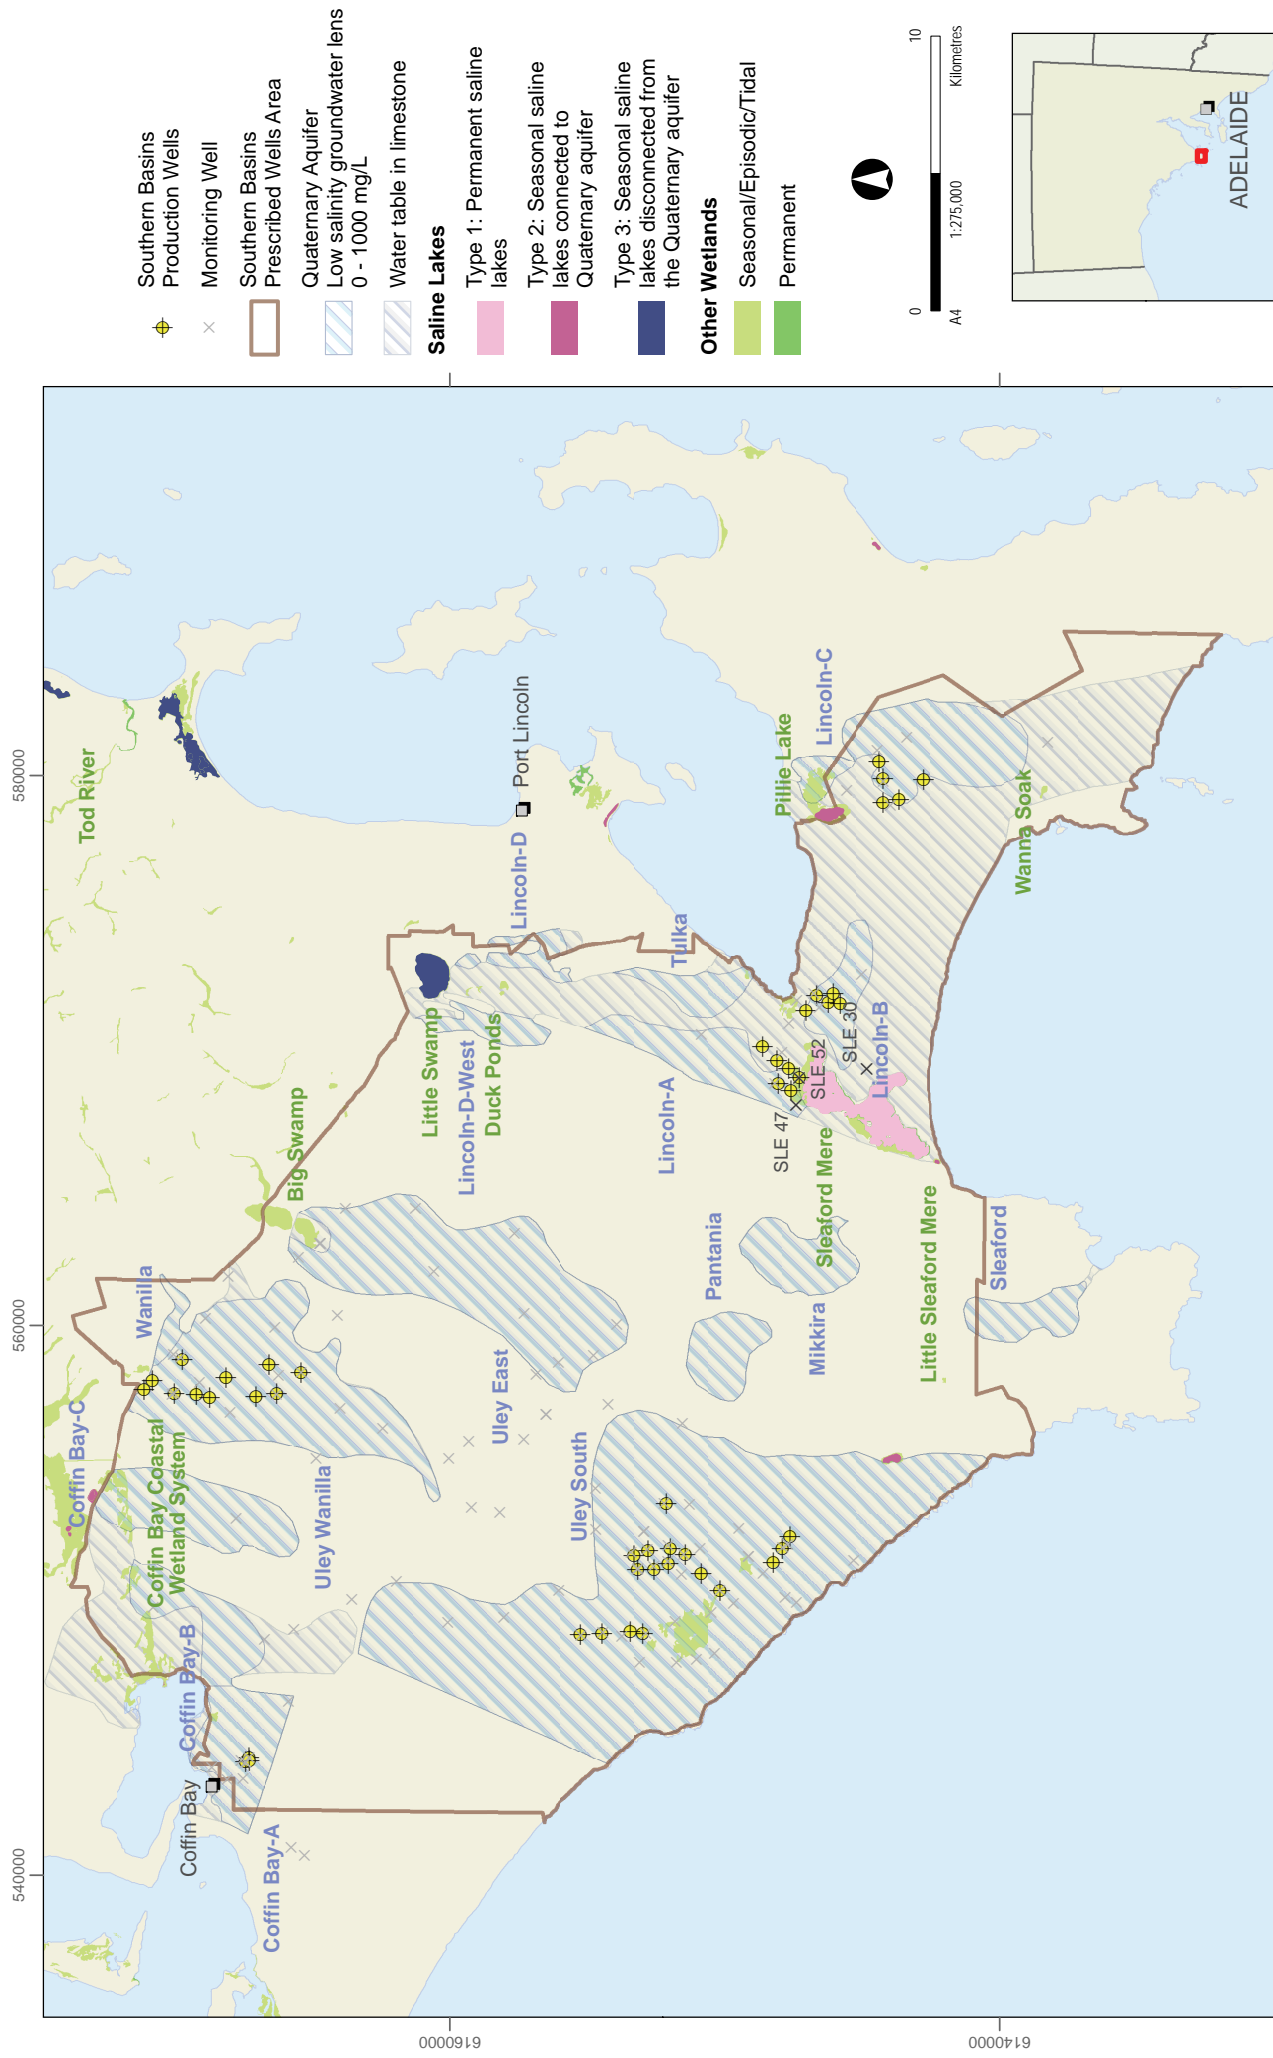 Southern Basins
Production Wells
Monitoring Well
Southern Basins
Prescribed Wells Area
Quaternary Aquifer
Low salinity groundwater lens
0 - 1000 mg/L
Water table in limestone
Saline Lakes
Type 1: Permanent saline
lakes
Type 2: Seasonal saline
lakes connected to
Quaternary aquifer
Type 3: Seasonal saline
lakes disconnected from
the Quaternary aquifer
Other Wetlands
Seasonal/Episodic/Tidal
Permanent
0
10
A4
1:275,000
Kilometres
ADELAIDE
540000
560000
580000
6160000
6140000
Tod River
Port Lincoln
Lincoln-D
Tulka
Pillie Lake
Lincoln-C
Wanna Soak
Little Swamp
Lincoln-D-West
Duck Ponds
Big Swamp
Lincoln-A
SLE 47
SLE 52
SLE 30
Lincoln-B
Sleaford Mere
Little Sleaford Mere
Sleaford
Pantania
Mikkira
Wanilla
Coffin Bay-C
Coffin Bay Coastal
Wetland System
Uley Wanilla
Uley East
Uley South
Coffin Bay-B
Coffin Bay
Coffin Bay-A